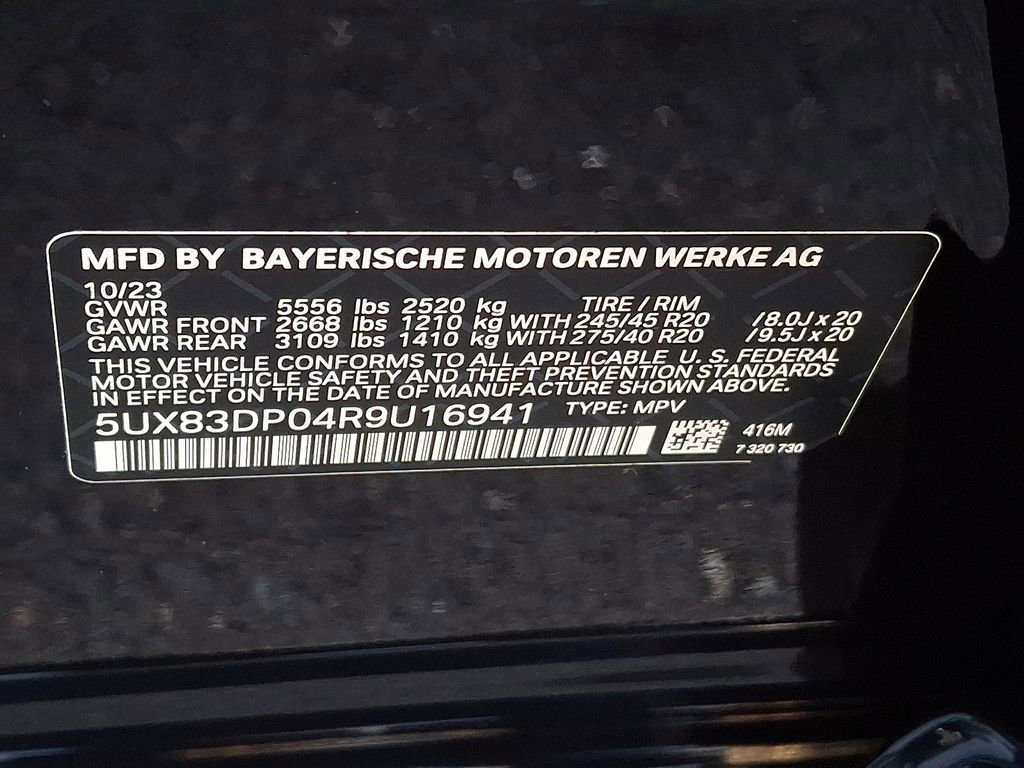 MFD BY BAYERISCHE MOTOREN WERKE AG
10/23
GVWR 5556 lbs 2520 kg TIRE / RIM
GAWR FRONT 2668 lbs 1210 kg WITH 245/45 R20 /8.0J x 20
GAWR REAR 3109 lbs 1410 kg WITH 275/40 R20 /9.5J x 20
THIS VEHICLE CONFORMS TO ALL APPLICABLE U. S. FEDERAL
MOTOR VEHICLE SAFETY AND THEFT PREVENTION STANDARDS
IN EFFECT ON THE DATE OF MANUFACTURE SHOWN ABOVE.
5UX83DP04R9U16941 TYPE: MPV
416M
7 320 730